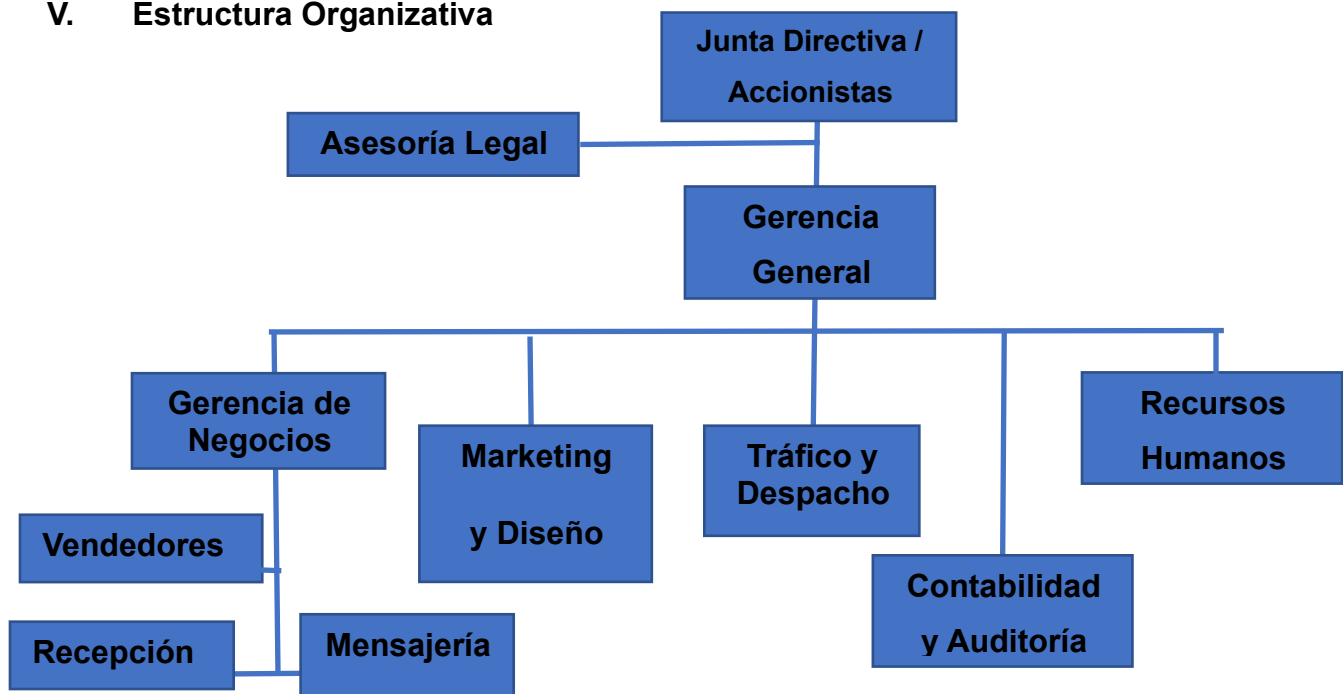 V. Estructura Organizativa
Junta Directiva /
Accionistas
Asesoría Legal
Gerencia
General
Gerencia de
Negocios
Marketing
y Diseño
Tráfico y
Despacho
Recursos
Humanos
Vendedores
Contabilidad
y Auditoría
Recepción
Mensajería